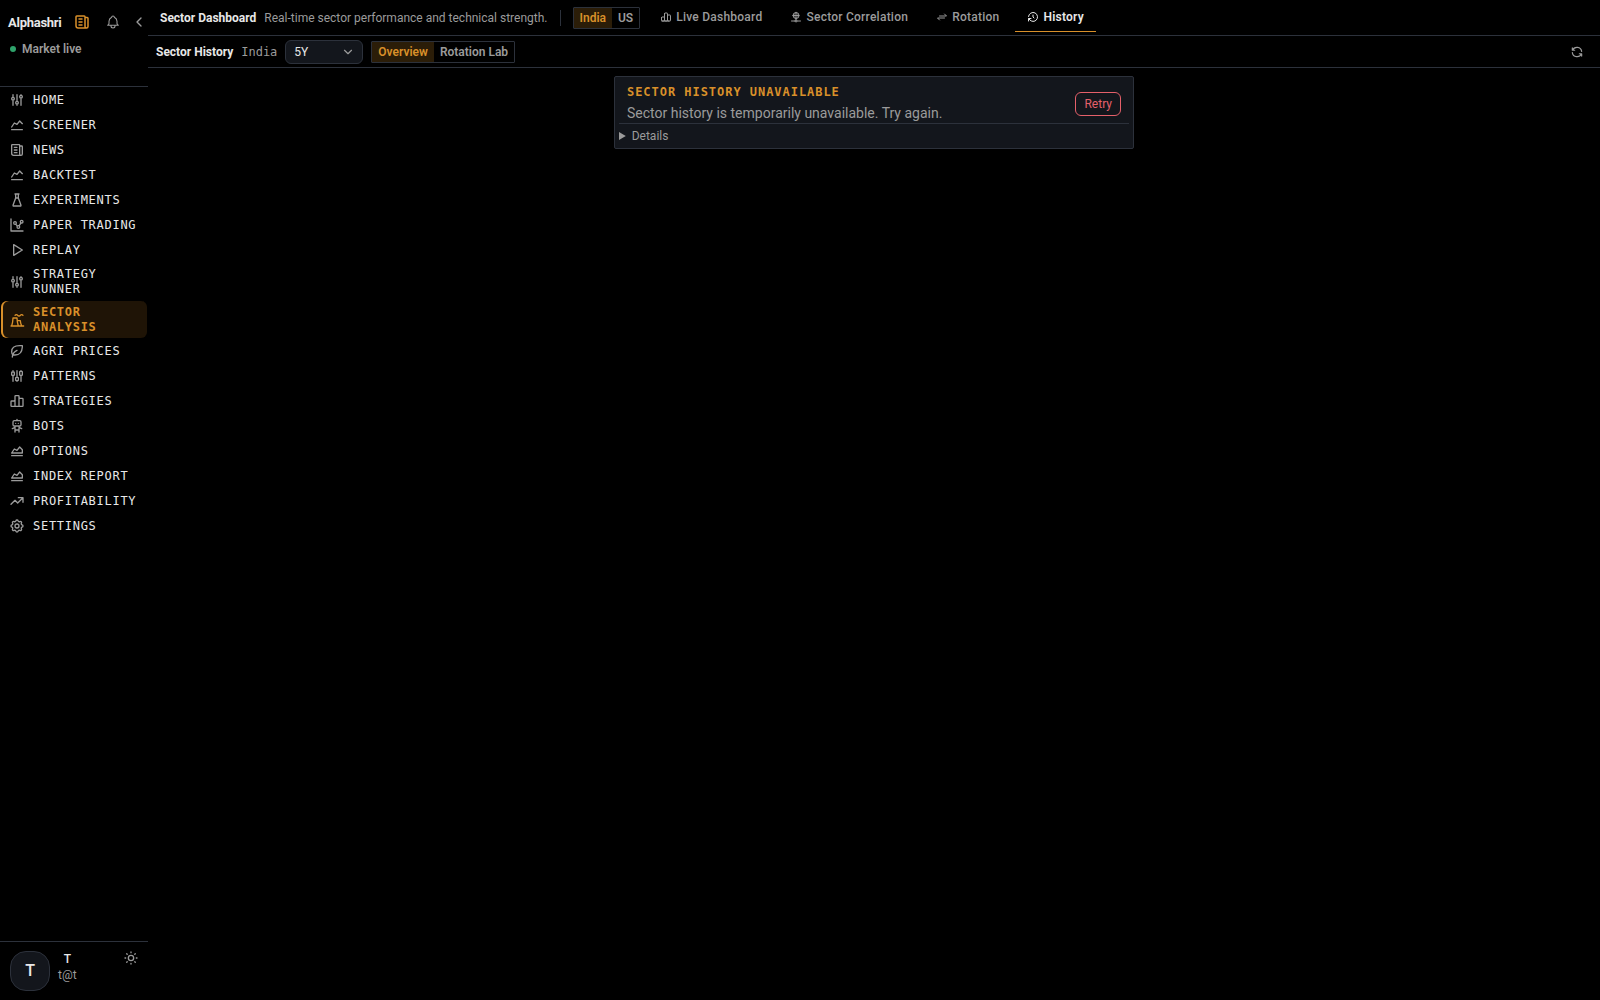 Alphashri
Market live
HOME
SCREENER
NEWS
BACKTEST
EXPERIMENTS
PAPER TRADING
REPLAY
STRATEGY
RUNNER
SECTOR
ANALYSIS
AGRI PRICES
PATTERNS
STRATEGIES
BOTS
OPTIONS
INDEX REPORT
PROFITABILITY
SETTINGS
T
T
t@t
Sector Dashboard Real-time sector performance and technical strength. India US Live Dashboard Sector Correlation Rotation History
Sector History India 5Y Overview Rotation Lab
SECTOR HISTORY UNAVAILABLE
Sector history is temporarily unavailable. Try again.
Retry
Details